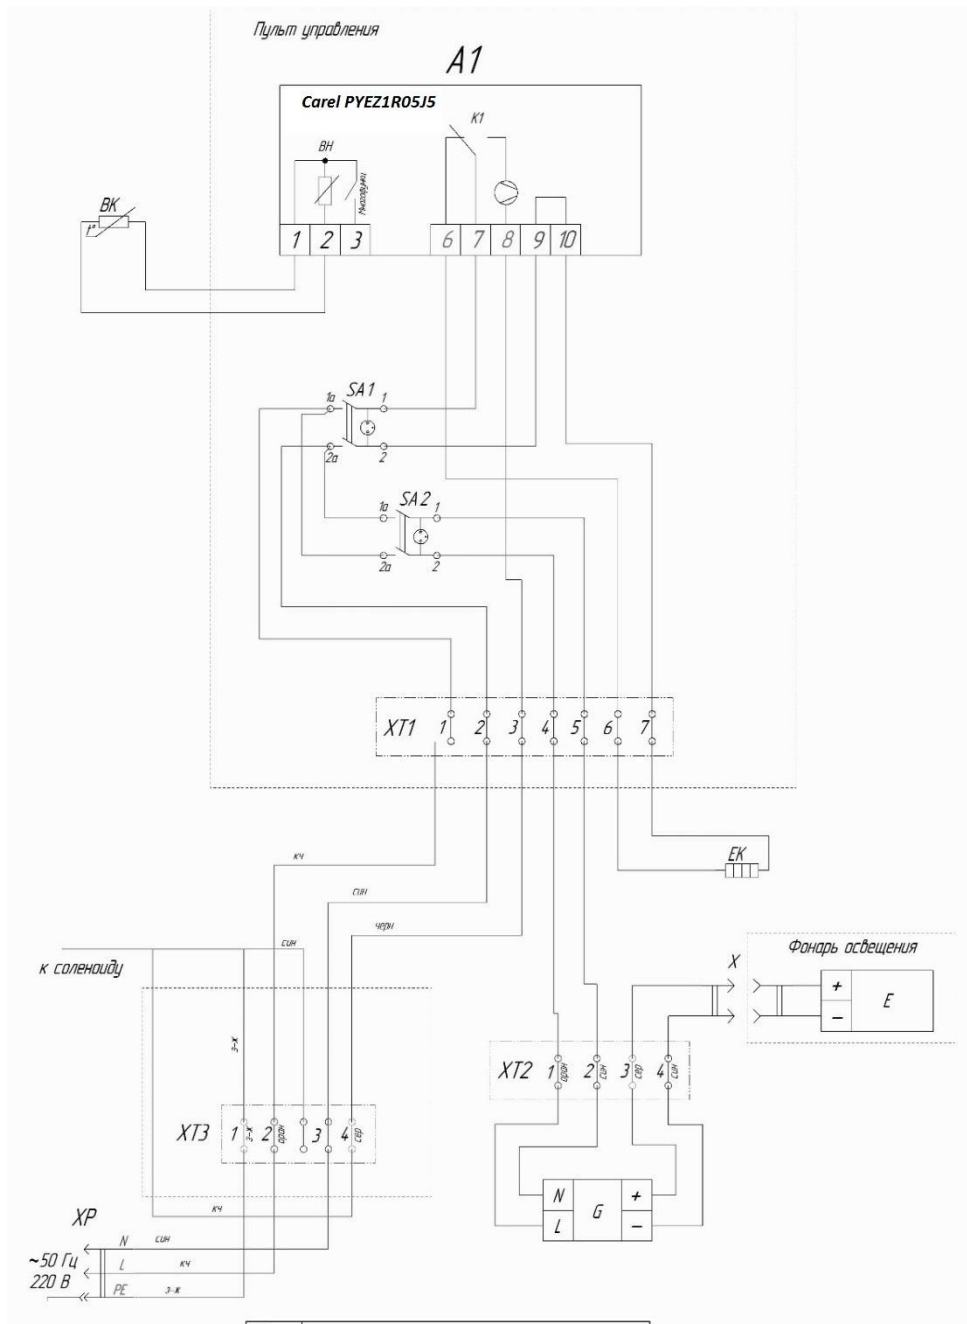 Пульт управления
A1
Carel PYEZ1R05J5
K1
BH
Многофункц
BK
t°
1 2 3 6 7 8 9 10
SA1
1a 1
2a 2
SA2
1a 1
2a 2
XT1 1 2 3 4 5 6 7
EK
кч
син
черн
син
Фонарь освещения
к соленоиду
X
+ E
-
з-ж
XT2 1 оран 2 син 3 сер 4 син
XT3 1 з-ж 2 оран 3 4 сер
N G +
L -
кч
XP
N син
~50 Гц L кч
220 В PE з-ж